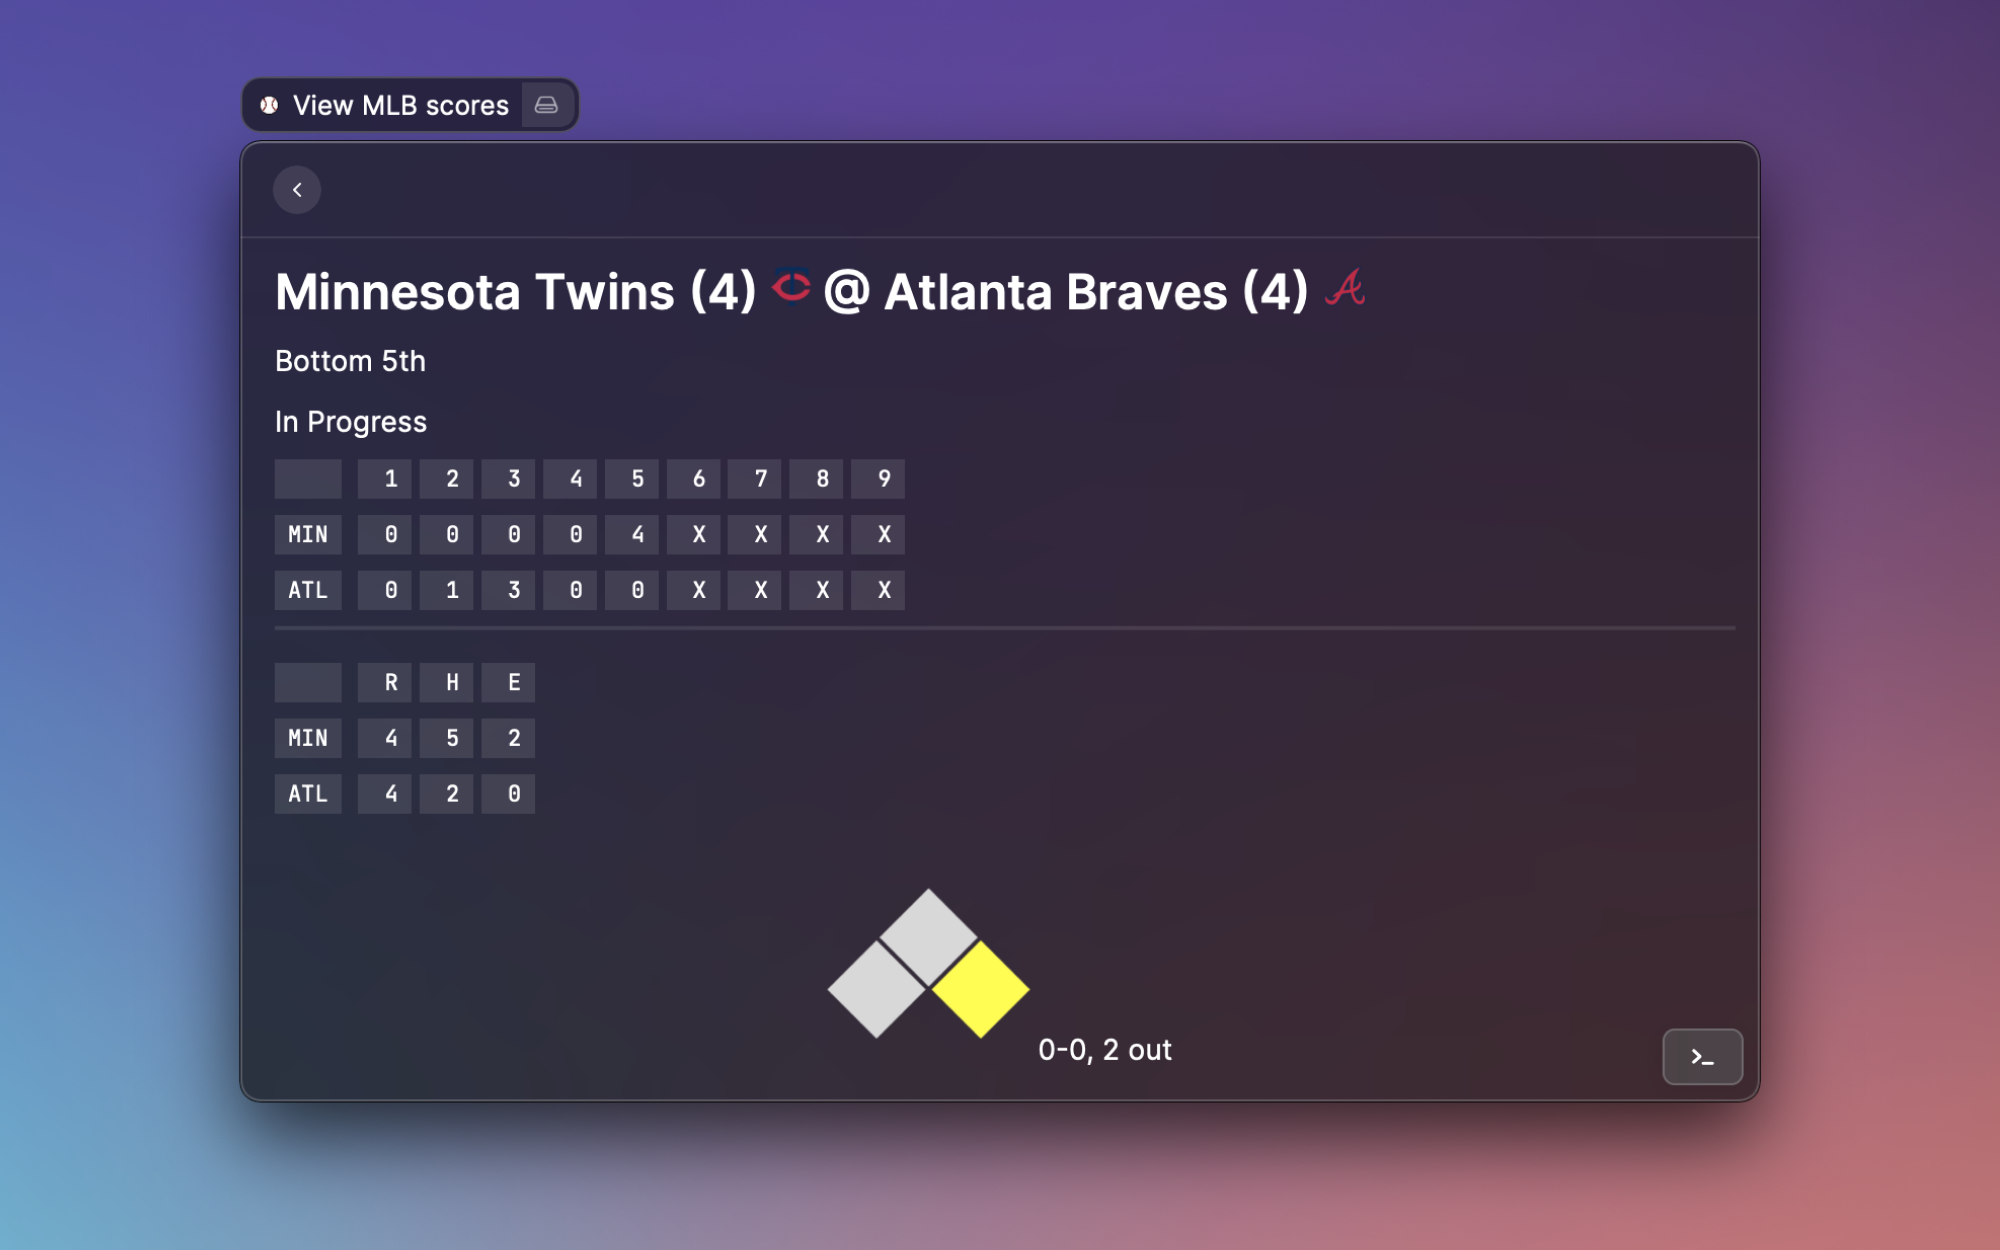 View MLB scores
Minnesota Twins (4) @ Atlanta Braves (4)
Bottom 5th
In Progress
1 2 3 4 5 6 7 8 9
MIN 0 0 0 0 4 X X X X
ATL 0 1 3 0 0 X X X X
R H E
MIN 4 5 2
ATL 4 2 0
0-0, 2 out